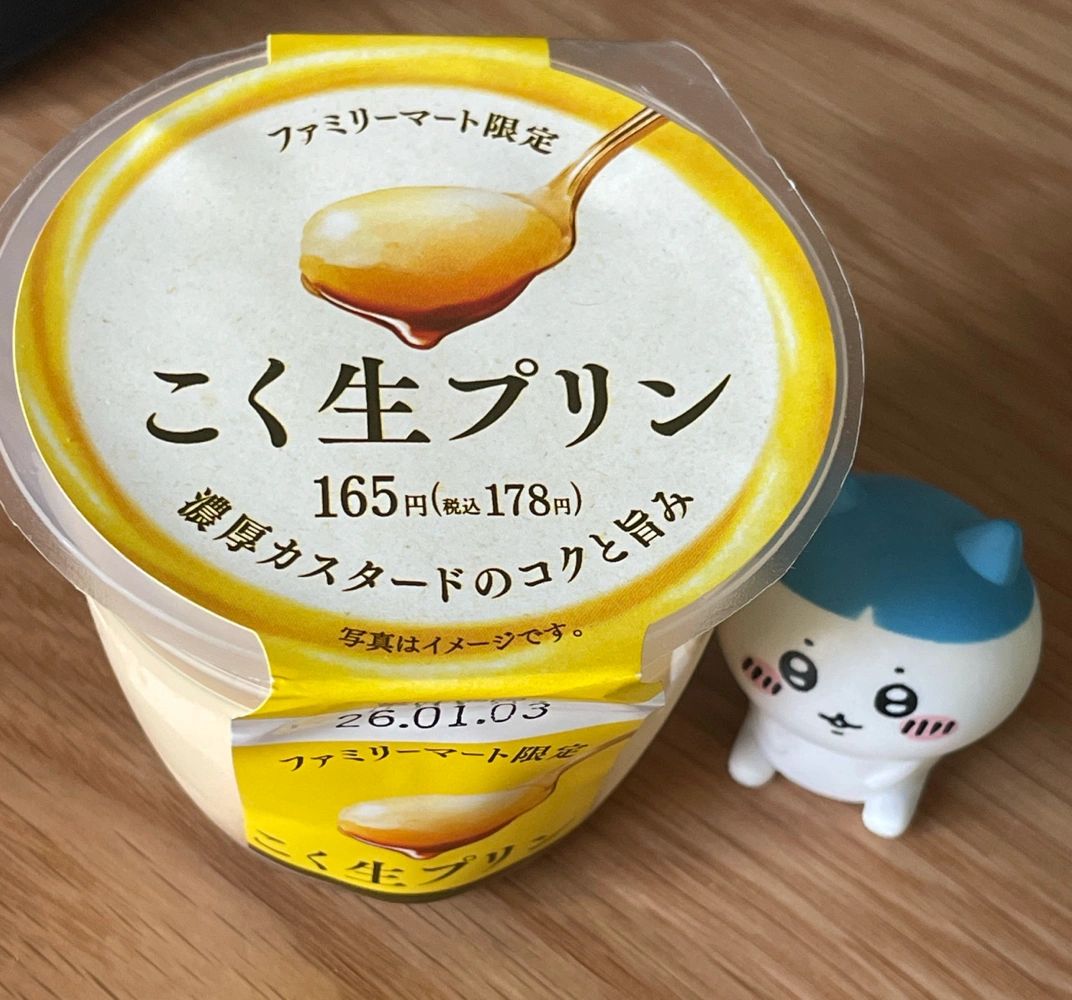 ファミリーマート限定
こく生プリン
165円(税込178円)
濃厚カスタードのコクと旨み
写真はイメージです。
26.01.03
ファミリーマート限定
こく生プリン